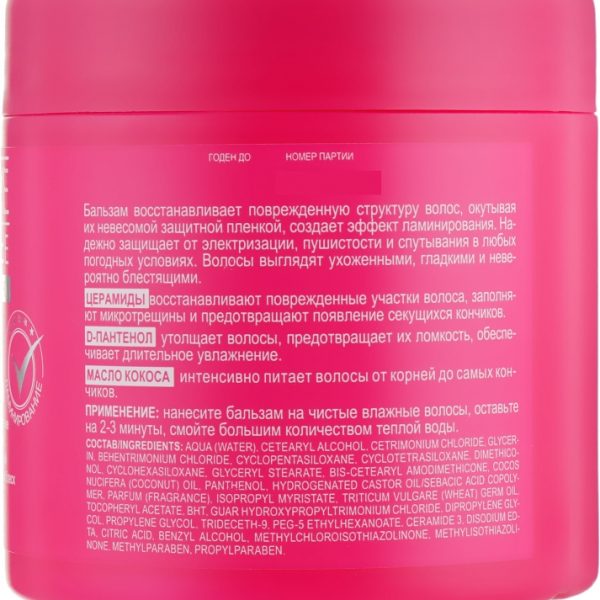 ГОДЕН ДО НОМЕР ПАРТИИ
Бальзам восстанавливает поврежденную структуру волос, окутывая
их невесомой защитной пленкой, создает эффект ламинирования. На-
дежно защищает от электризации, пушистости и спутывания в любых
погодных условиях. Волосы выглядят ухоженными, гладкими и неве-
роятно блестящими.
ЦЕРАМИДЫ восстанавливают поврежденные участки волоса, заполня-
ют микротрещины и предотвращают появление секущихся кончиков.
D-ПАНТЕНОЛ утолщает волосы, предотвращает их ломкость, обеспе-
чивает длительное увлажнение.
МАСЛО КОКОСА интенсивно питает волосы от корней до самых кон-
чиков.
ПРИМЕНЕНИЕ: нанесите бальзам на чистые влажные волосы, оставьте
на 2-3 минуты, смойте большим количеством теплой воды.
СОСТАВ/INGREDIENTS: AQUA (WATER), CETEARYL ALCOHOL, CETRIMONIUM CHLORIDE, GLYCER-
IN, BEHENTRIMONIUM CHLORIDE, CYCLOPENTASILOXANE, CYCLOTETRASILOXANE, DIMETHICO-
NOL, CYCLOHEXASILOXANE, GLYCERYL STEARATE, BIS-CETEARYL AMODIMETHICONE, COCOS
NUCIFERA (COCONUT) OIL, PANTHENOL, HYDROGENATED CASTOR OIL/SEBACIC ACID COPOLY-
MER, PARFUM (FRAGRANCE), ISOPROPYL MYRISTATE, TRITICUM VULGARE (WHEAT) GERM OIL,
TOCOPHERYL ACETATE, BHT, GUAR HYDROXYPROPYLTRIMONIUM CHLORIDE, DIPROPYLENE GLY-
COL, PROPYLENE GLYCOL, TRIDECETH-9, PEG-5 ETHYLHEXANOATE, CERAMIDE 3, DISODIUM ED-
TA, CITRIC ACID, BENZYL ALCOHOL, METHYLCHLOROISOTHIAZOLINONE, METHYLISOTHIAZO-
LINONE, METHYLPARABEN, PROPYLPARABEN.